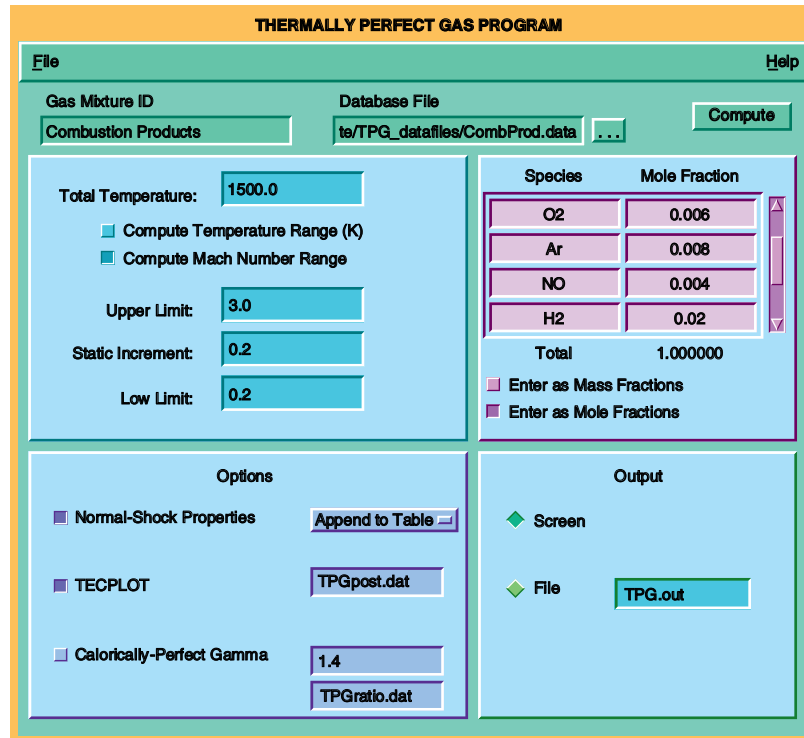 THERMALLY PERFECT GAS PROGRAM
File Help
Gas Mixture ID Database File
Combustion Products te/TPG_datafiles/CombProd.data ... Compute
Total Temperature: 1500.0
Compute Temperature Range (K)
Compute Mach Number Range
Upper Limit: 3.0
Static Increment: 0.2
Low Limit: 0.2
Species Mole Fraction
O2 0.006
Ar 0.008
NO 0.004
H2 0.02
Total 1.000000
Enter as Mass Fractions
Enter as Mole Fractions
Options
Normal-Shock Properties Append to Table
TECPLOT TPGpost.dat
Calorically-Perfect Gamma 1.4
TPGratio.dat
Output
Screen
File TPG.out